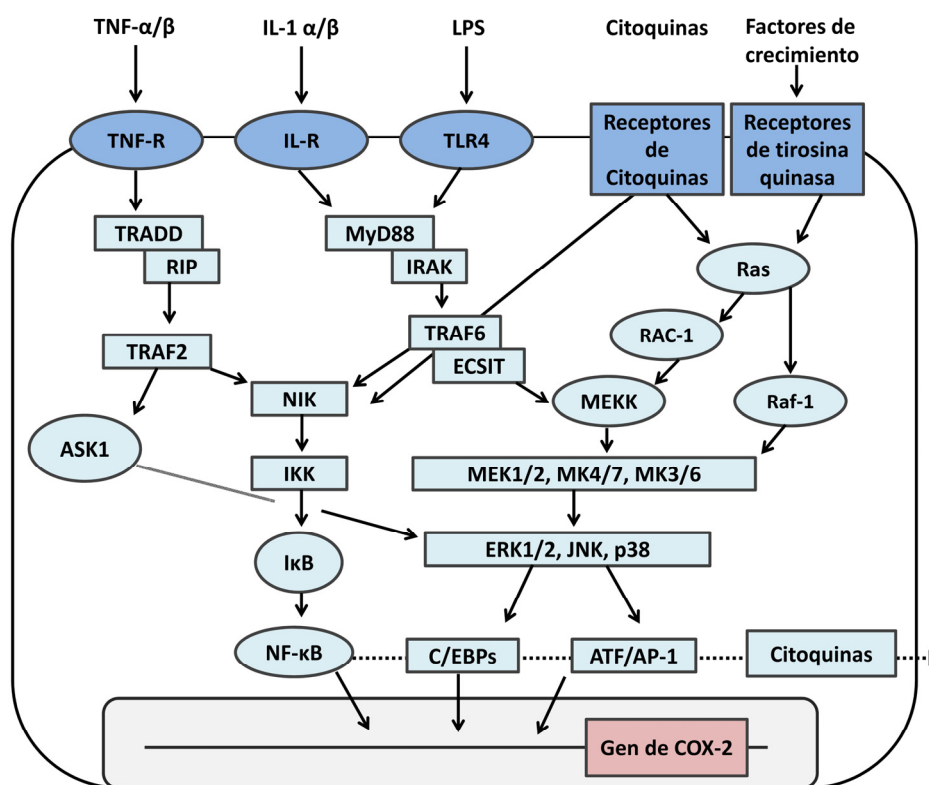 TNF-α/β
IL-1 α/β
LPS
Citoquinas
Factores de
crecimiento
TNF-R
IL-R
TLR4
Receptores
de
Citoquinas
Receptores
de tirosina
quinasa
TRADD
RIP
MyD88
IRAK
Ras
TRAF2
TRAF6
ECSIT
RAC-1
NIK
MEKK
Raf-1
ASK1
IKK
MEK1/2, MK4/7, MK3/6
IκB
ERK1/2, JNK, p38
NF-κB
C/EBPs
ATF/AP-1
Citoquinas
Gen de COX-2